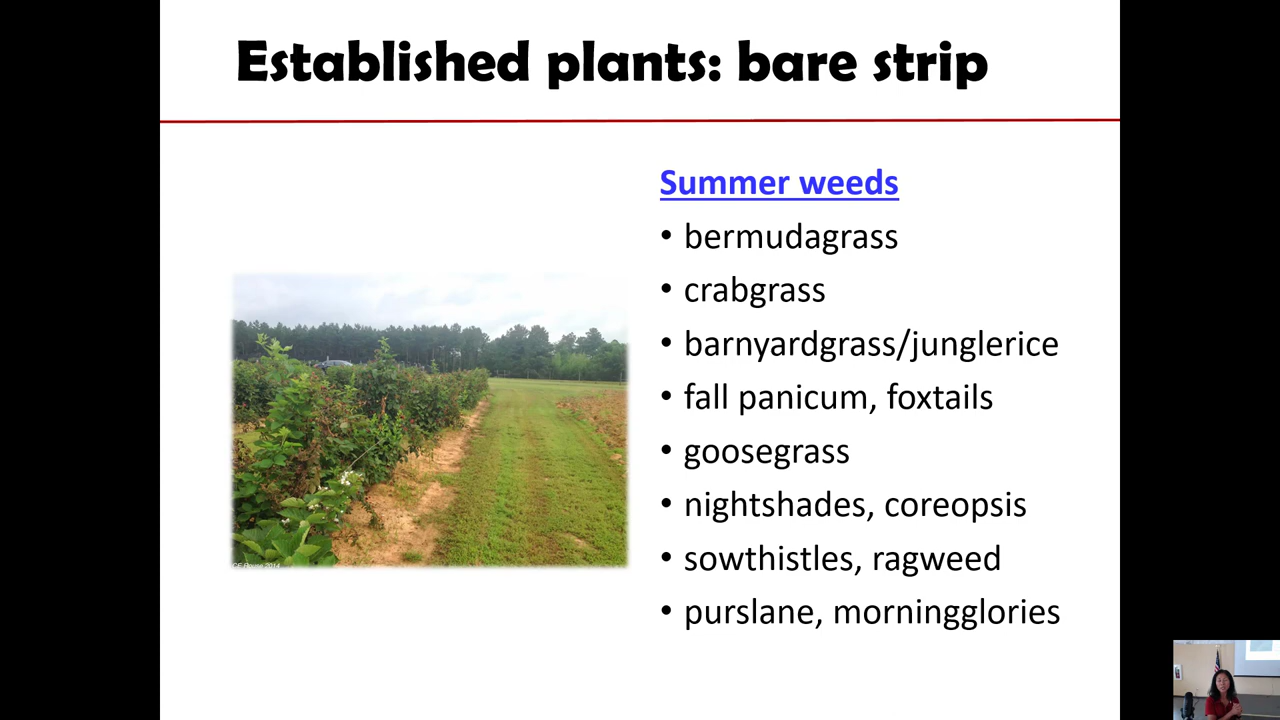 Established plants: bare strip
Summer weeds
• bermudagrass
• crabgrass
• barnyardgrass/junglerice
• fall panicum, foxtails
• goosegrass
• nightshades, coreopsis
• sowthistles, ragweed
• purslane, morningglories